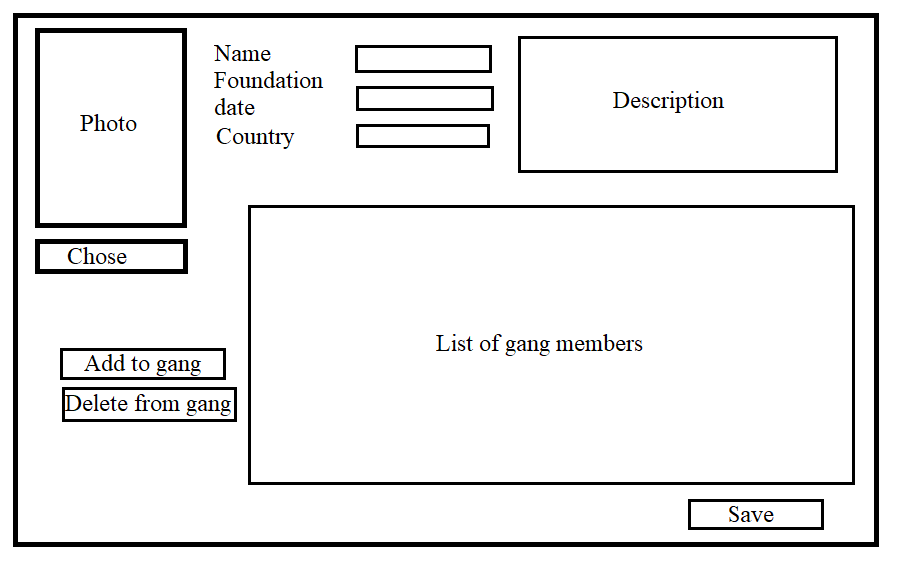 Photo
Name
Foundation
date
Country
Description
Chose
Add to gang
Delete from gang
List of gang members
Save